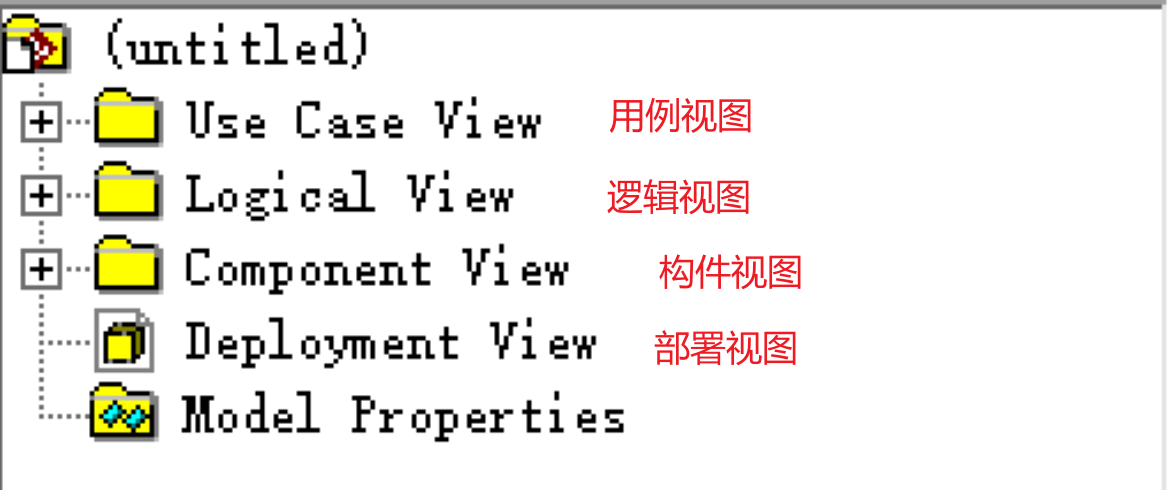 (untitled)
Use Case View 用例视图
Logical View 逻辑视图
Component View 构件视图
Deployment View 部署视图
Model Properties